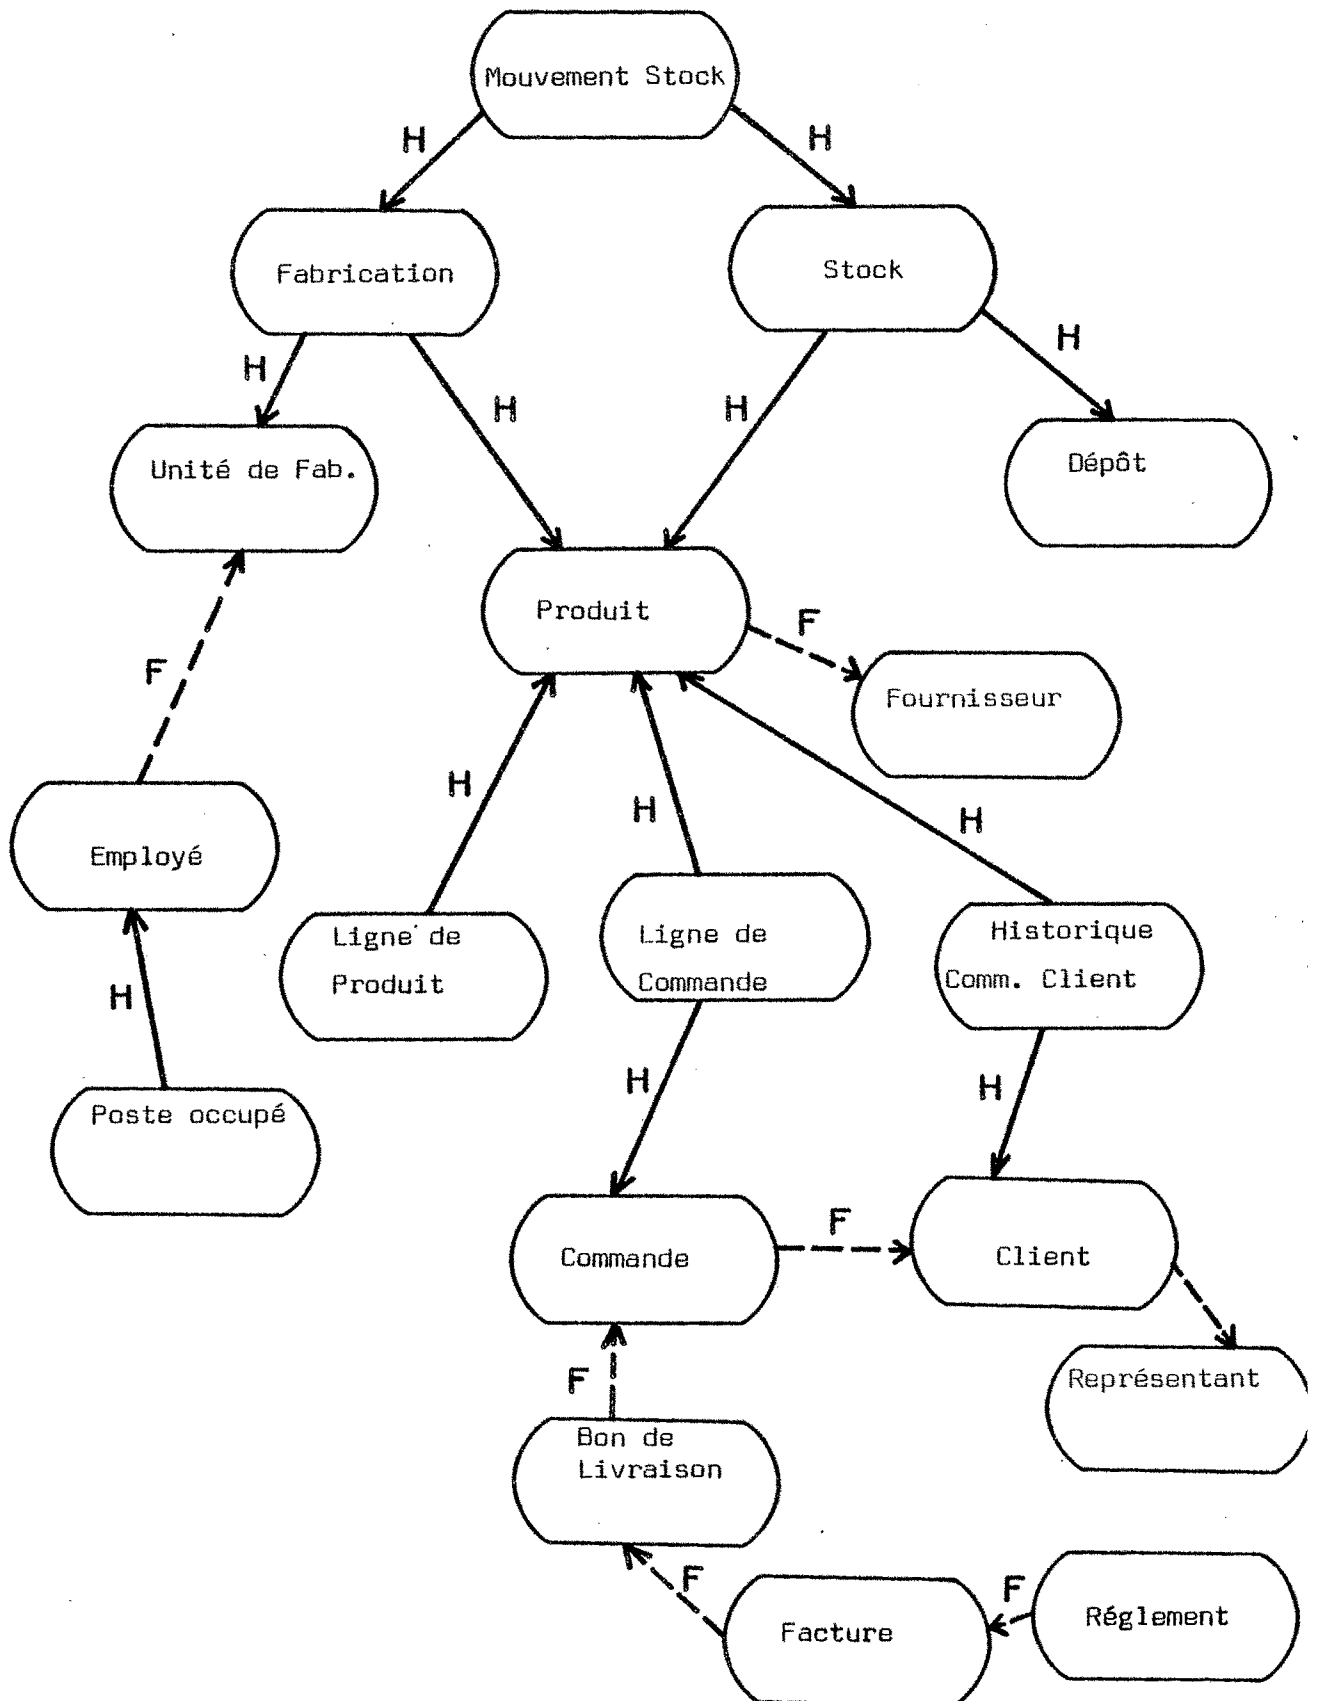 Mouvement Stock
H
H
Fabrication
Stock
H
H
H
H
Unité de Fab.
Dépôt
Produit
F
F
Fournisseur
H
H
H
Employé
Ligne de
Produit
Ligne de
Commande
Historique
Comm. Client
H
H
H
Poste occupé
F
Commande
Client
F
Représentant
Bon de
Livraison
F
F
Facture
Réglement